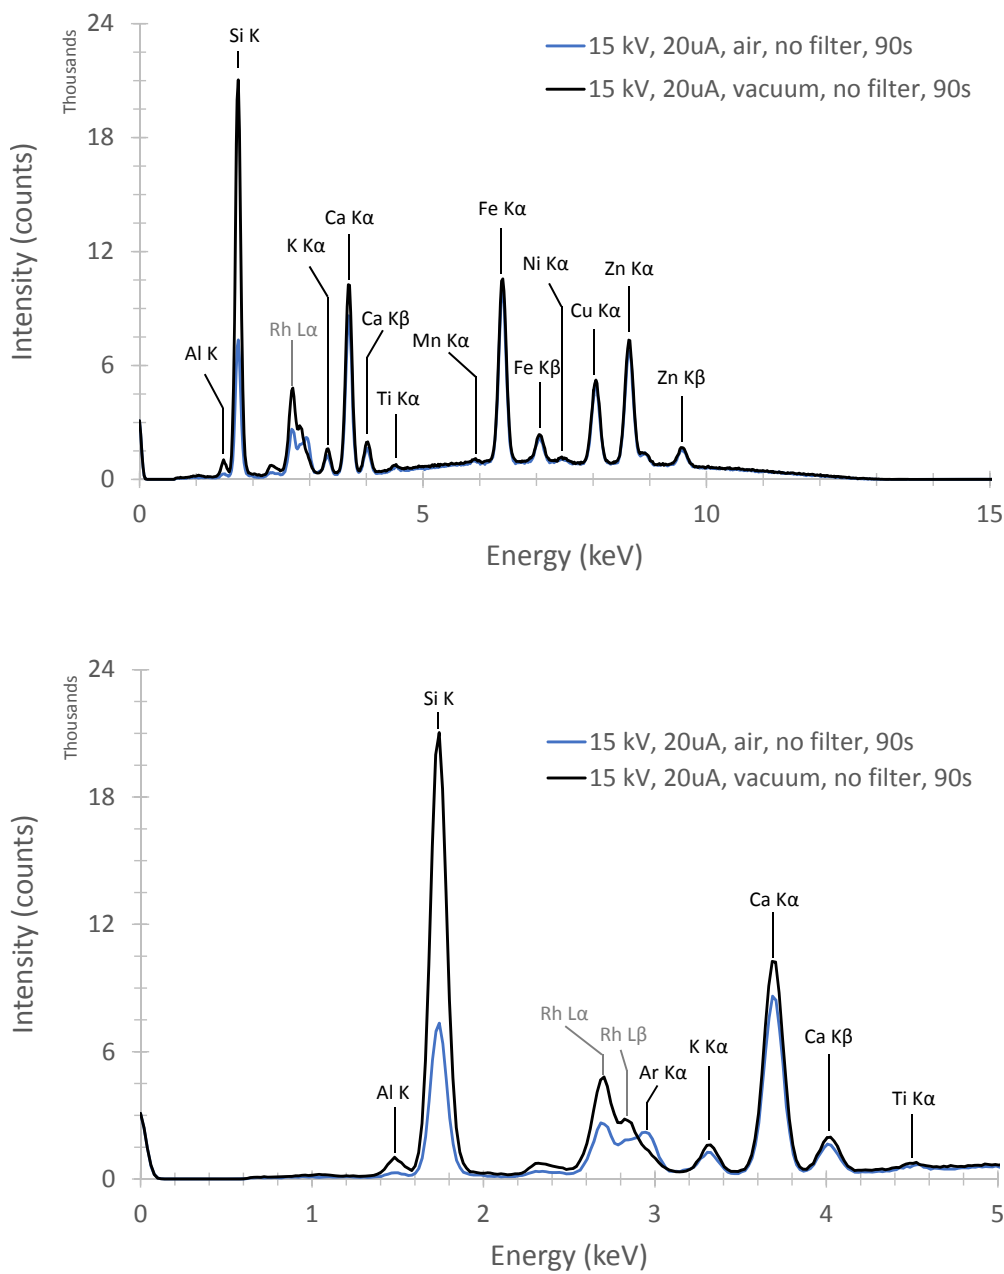 24
Thousands
Si K
15 kV, 20uA, air, no filter, 90s
15 kV, 20uA, vacuum, no filter, 90s
18
Intensity (counts)
Ca Kα
Fe Kα
K Kα
12
Ni Kα
Zn Kα
Cu Kα
Rh Lα
Ca Kβ
Mn Kα
Al K
6
Fe Kβ
Zn Kβ
Ti Kα
0
0
5
10
15
Energy (keV)
24
Thousands
Si K
15 kV, 20uA, air, no filter, 90s
15 kV, 20uA, vacuum, no filter, 90s
18
Intensity (counts)
12
Ca Kα
Rh Lα
Rh Lβ
6
K Kα
Ca Kβ
Ar Kα
Al K
Ti Kα
0
0
1
2
3
4
5
Energy (keV)